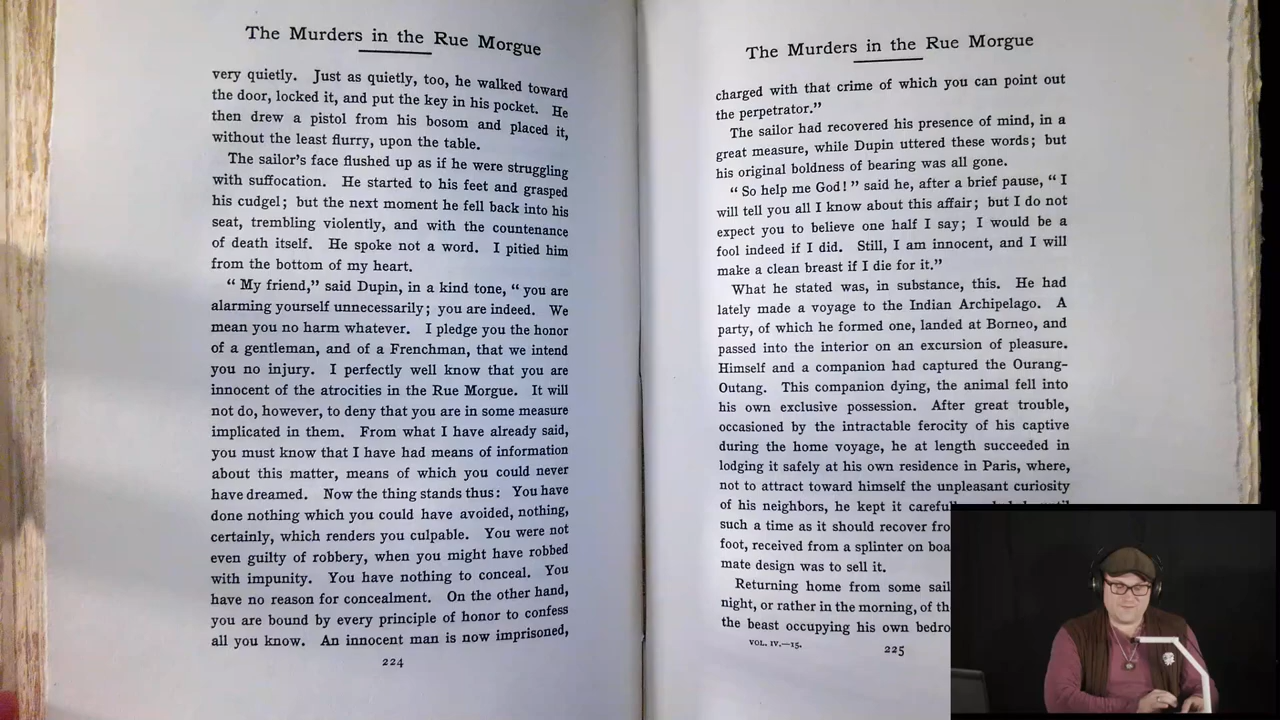 The Murders in the Rue Morgue
very quietly. Just as quietly, too, he walked toward
the door, locked it, and put the key in his pocket. He
then drew a pistol from his bosom and placed it,
without the least flurry, upon the table.
The sailor's face flushed up as if he were struggling
with suffocation. He started to his feet and grasped
his cudgel; but the next moment he fell back into his
seat, trembling violently, and with the countenance
of death itself. He spoke not a word. I pitied him
from the bottom of my heart.
“ My friend,” said Dupin, in a kind tone, “ you are
alarming yourself unnecessarily; you are indeed. We
mean you no harm whatever. I pledge you the honor
of a gentleman, and of a Frenchman, that we intend
you no injury. I perfectly well know that you are
innocent of the atrocities in the Rue Morgue. It will
not do, however, to deny that you are in some measure
implicated in them. From what I have already said,
you must know that I have had means of information
about this matter, means of which you could never
have dreamed. Now the thing stands thus: You have
done nothing which you could have avoided, nothing,
certainly, which renders you culpable. You were not
even guilty of robbery, when you might have robbed
with impunity. You have nothing to conceal. You
have no reason for concealment. On the other hand,
you are bound by every principle of honor to confess
all you know. An innocent man is now imprisoned,
224
The Murders in the Rue Morgue
charged with that crime of which you can point out
the perpetrator.”
The sailor had recovered his presence of mind, in a
great measure, while Dupin uttered these words; but
his original boldness of bearing was all gone.
“ So help me God! ” said he, after a brief pause, “ I
will tell you all I know about this affair; but I do not
expect you to believe one half I say; I would be a
fool indeed if I did. Still, I am innocent, and I will
make a clean breast if I die for it.”
What he stated was, in substance, this. He had
lately made a voyage to the Indian Archipelago. A
party, of which he formed one, landed at Borneo, and
passed into the interior on an excursion of pleasure.
Himself and a companion had captured the Ourang-
Outang. This companion dying, the animal fell into
his own exclusive possession. After great trouble,
occasioned by the intractable ferocity of his captive
during the home voyage, he at length succeeded in
lodging it safely at his own residence in Paris, where,
not to attract toward himself the unpleasant curiosity
of his neighbors, he kept it
such a time as it should recover
foot, received from a splinter on
mate design was to sell it.
Returning home from some
night, or rather in the morning, of
the beast occupying his own
VOL. IV.—15.
225